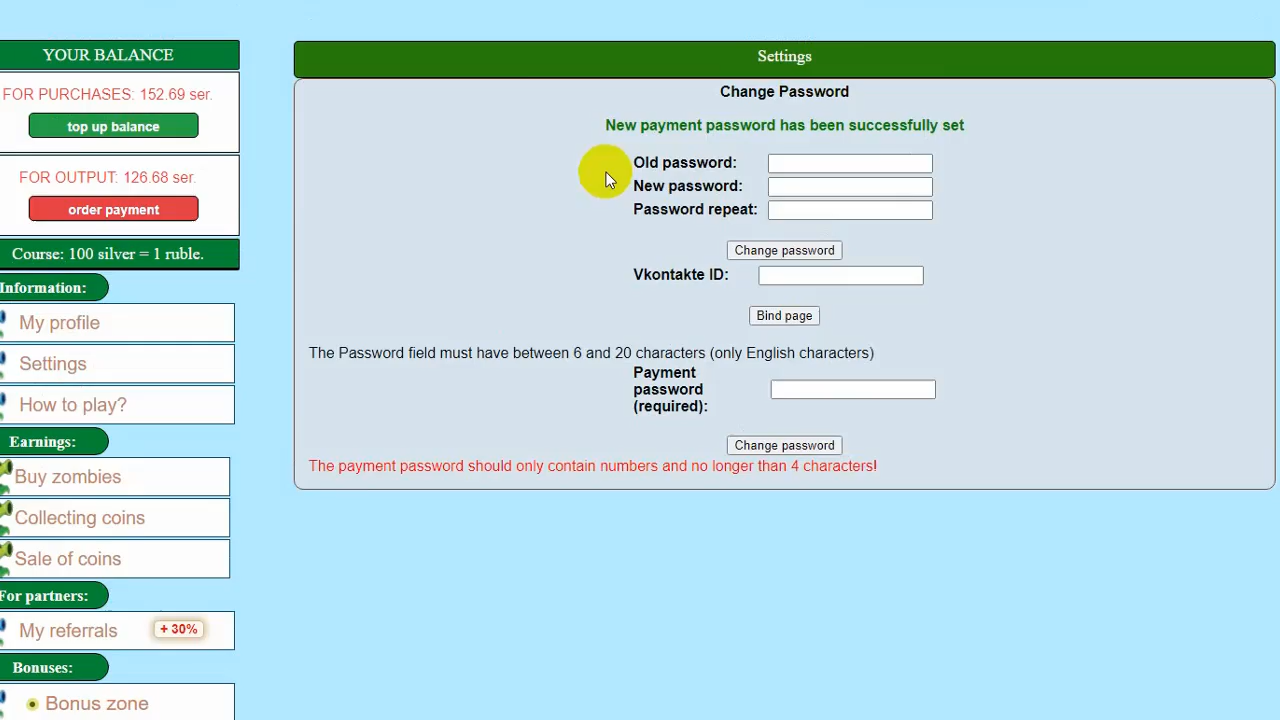 YOUR BALANCE
FOR PURCHASES: 152.69 ser.
top up balance
FOR OUTPUT: 126.68 ser.
order payment
Course: 100 silver = 1 ruble.
Information:
My profile
Settings
How to play?
Earnings:
Buy zombies
Collecting coins
Sale of coins
For partners:
My referrals
+ 30%
Bonuses:
Bonus zone
Settings
Change Password
New payment password has been successfully set
Old password:
New password:
Password repeat:
Change password
Vkontakte ID:
Bind page
The Password field must have between 6 and 20 characters (only English characters)
Payment
password
(required):
Change password
The payment password should only contain numbers and no longer than 4 characters!